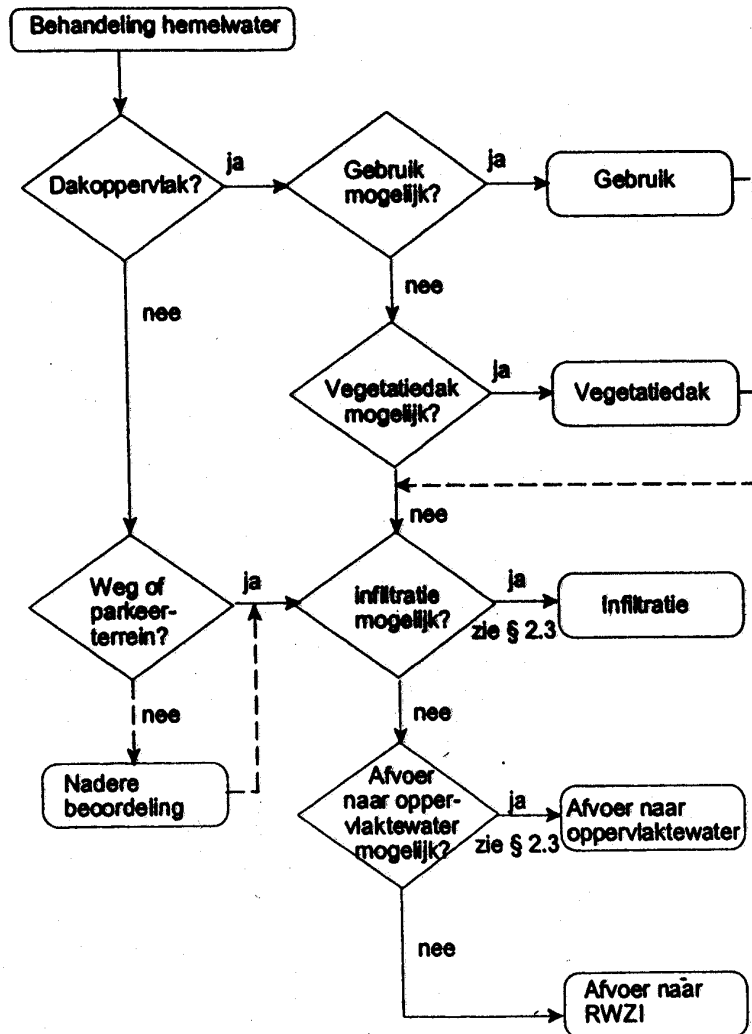 Behandeling hemelwater
Dakoppervlak?
ja
Gebruik
mogelijk?
ja
Gebruik
nee
nee
Vegetatiedak
mogelijk?
ja
Vegetatiedak
nee
Weg of
parkeer-
terrein?
ja
infiltratie
mogelijk?
ja
zie § 2.3
Infiltratie
nee
nee
Nadere
beoordeling
Afvoer
naar opper-
vlaktewater
mogelijk?
ja
zie § 2.3
Afvoer naar
oppervlaktewater
nee
Afvoer naar
RWZI